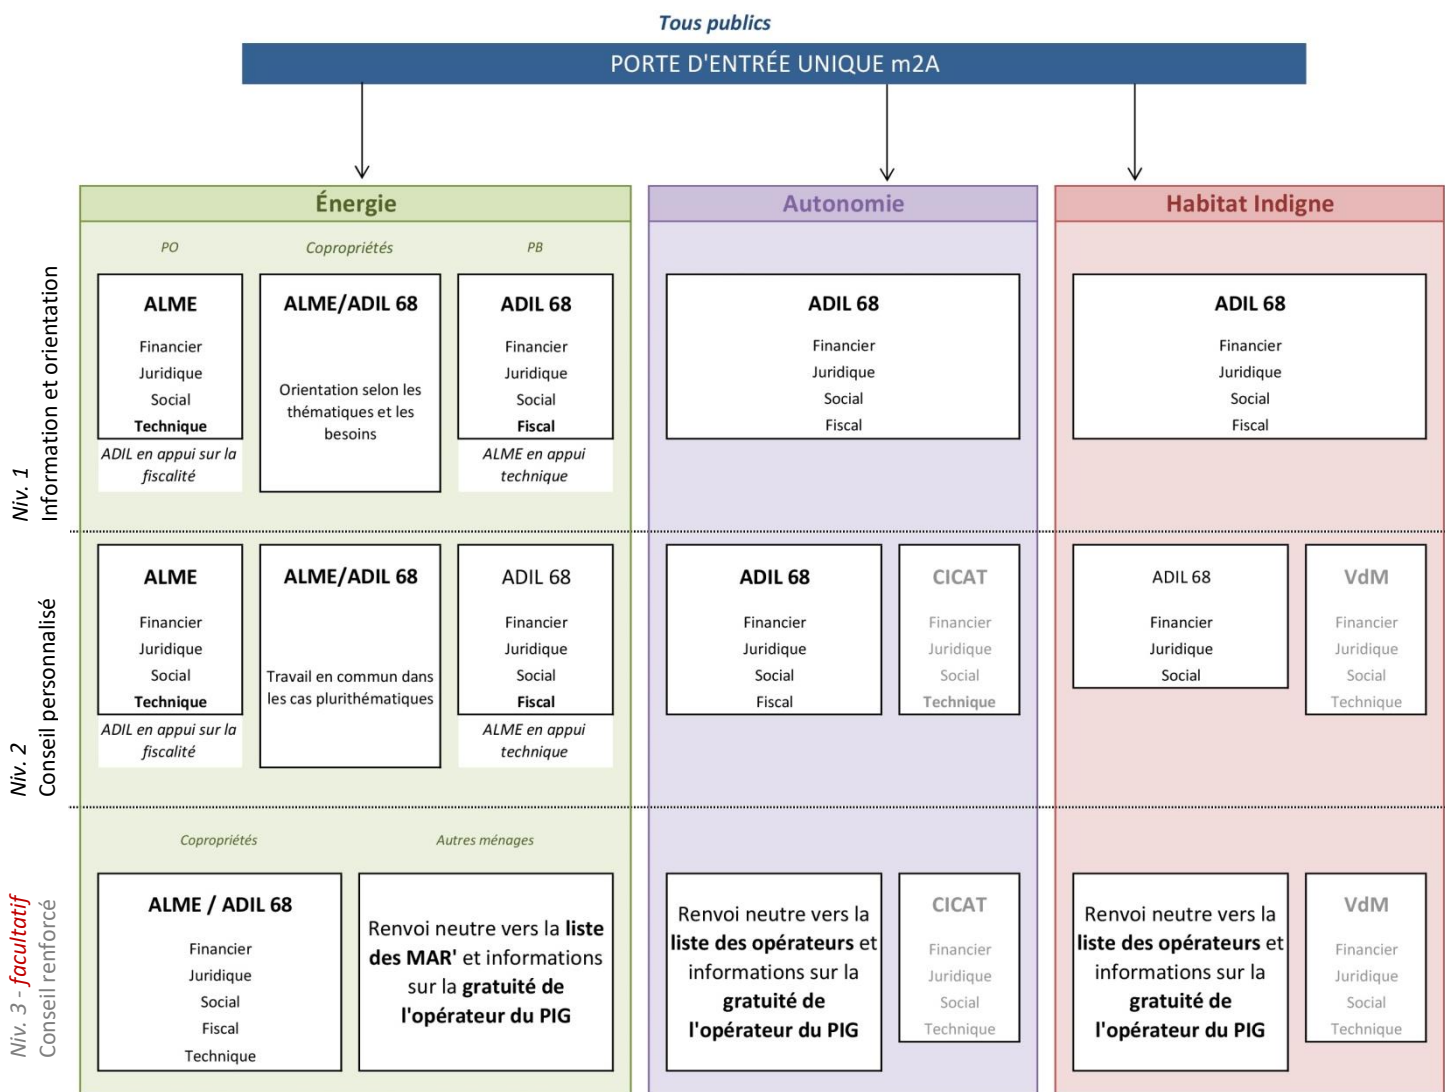 Tous publics
PORTE D'ENTRÉE UNIQUE m2A
Énergie
Autonomie
Habitat Indigne
Niv. 1
Information et orientation
PO
Copropriétés
PB
ALME
Financier
Juridique
Social
Technique
ADIL en appui sur la
fiscalité
ALME/ADIL 68
Orientation selon les
thématiques et les
besoins
ADIL 68
Financier
Juridique
Social
Fiscal
ALME en appui
technique
ADIL 68
Financier
Juridique
Social
Fiscal
ADIL 68
Financier
Juridique
Social
Fiscal
Niv. 2
Conseil personnalisé
ALME
Financier
Juridique
Social
Technique
ADIL en appui sur la
fiscalité
ALME/ADIL 68
Travail en commun dans
les cas plurithématiques
ADIL 68
Financier
Juridique
Social
Fiscal
ALME en appui
technique
ADIL 68
Financier
Juridique
Social
Fiscal
CICAT
Financier
Juridique
Social
Technique
ADIL 68
Financier
Juridique
Social
VdM
Financier
Juridique
Social
Technique
Niv. 3 - facultatif
Conseil renforcé
Copropriétés
Autres ménages
ALME / ADIL 68
Financier
Juridique
Social
Fiscal
Technique
Renvoi neutre vers la liste
des MAR' et informations
sur la gratuité de
l'opérateur du PIG
Renvoi neutre vers la
liste des opérateurs et
informations sur la
gratuité de
l'opérateur du PIG
CICAT
Financier
Juridique
Social
Technique
Renvoi neutre vers la
liste des opérateurs et
informations sur la
gratuité de
l'opérateur du PIG
VdM
Financier
Juridique
Social
Technique